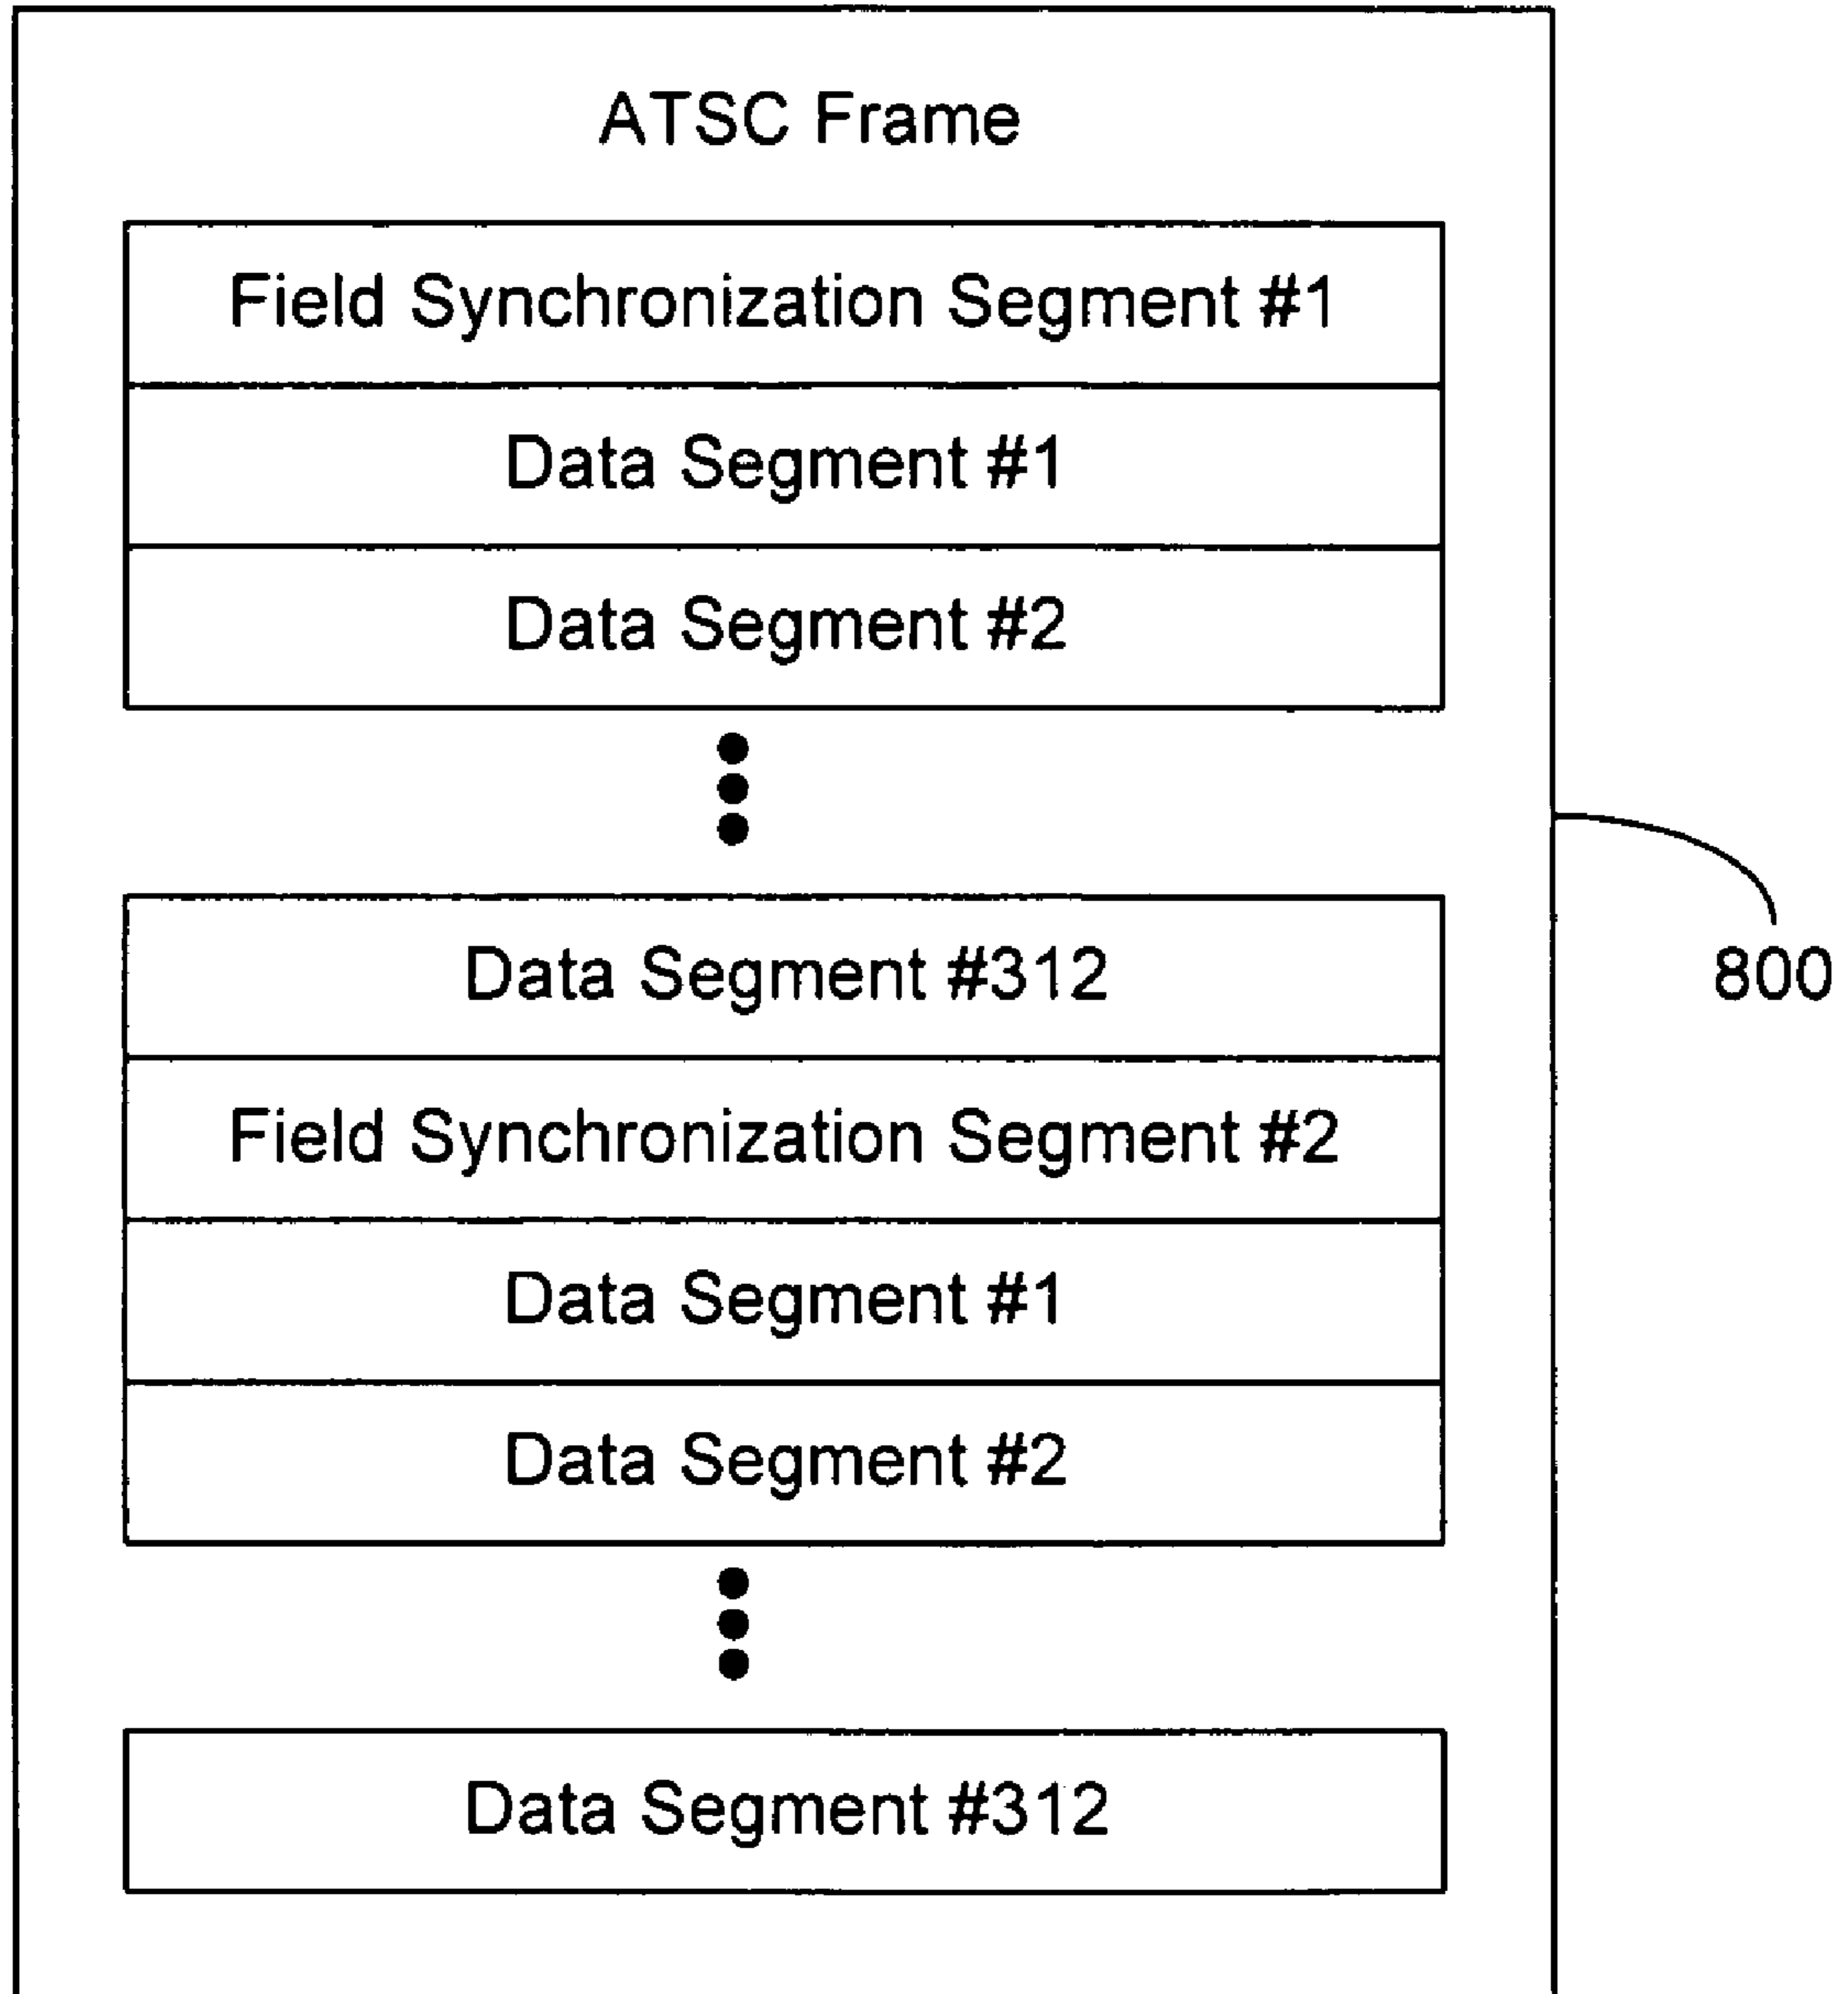 ATSC Frame
Field Synchronization Segment #1
Data Segment #1
Data Segment #2
Data Segment #312
Field Synchronization Segment #2
Data Segment #1
Data Segment #2
Data Segment #312
800